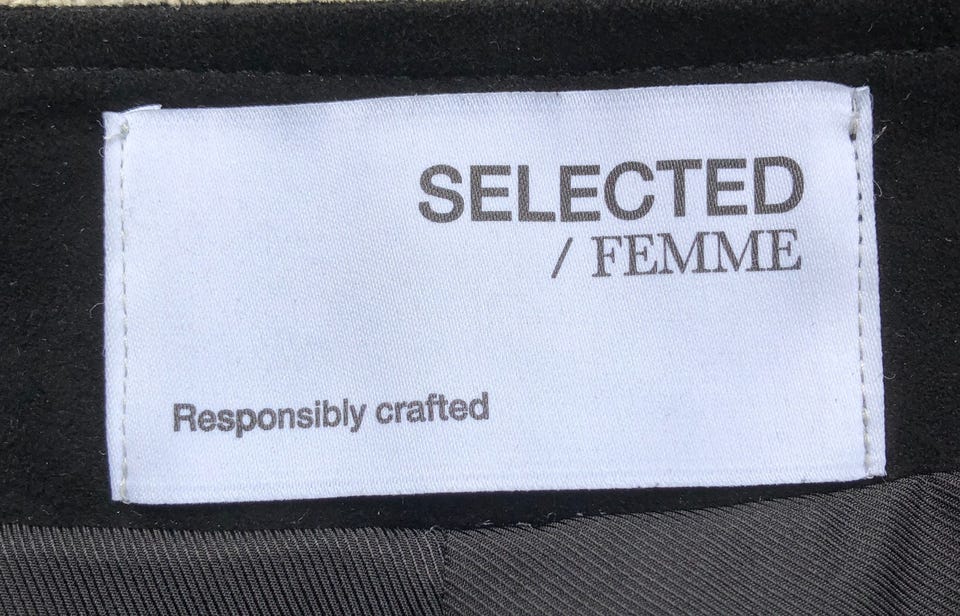 SELECTED
/ FEMME
Responsibly crafted